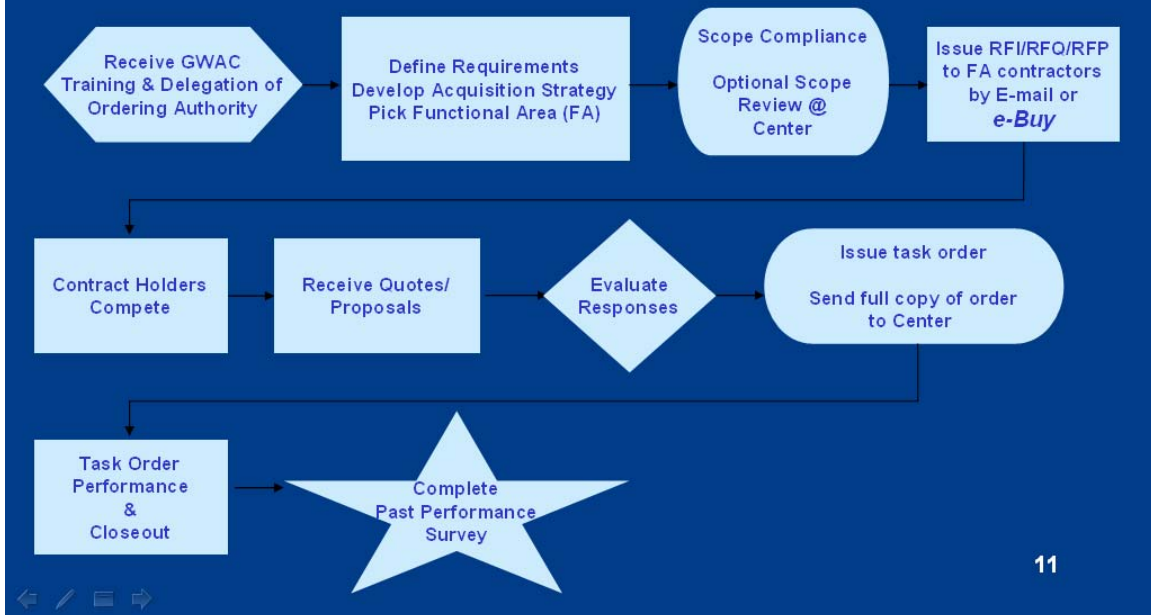 Receive GWAC
Training & Delegation of
Ordering Authority
Define Requirements
Develop Acquisition Strategy
Pick Functional Area (FA)
Scope Compliance
Optional Scope
Review @
Center
Issue RFI/RFQ/RFP
to FA contractors
by E-mail or
e-Buy
Contract Holders
Compete
Receive Quotes/
Proposals
Evaluate
Responses
Issue task order
Send full copy of order
to Center
Task Order
Performance
&
Closeout
Complete
Past Performance
Survey
11